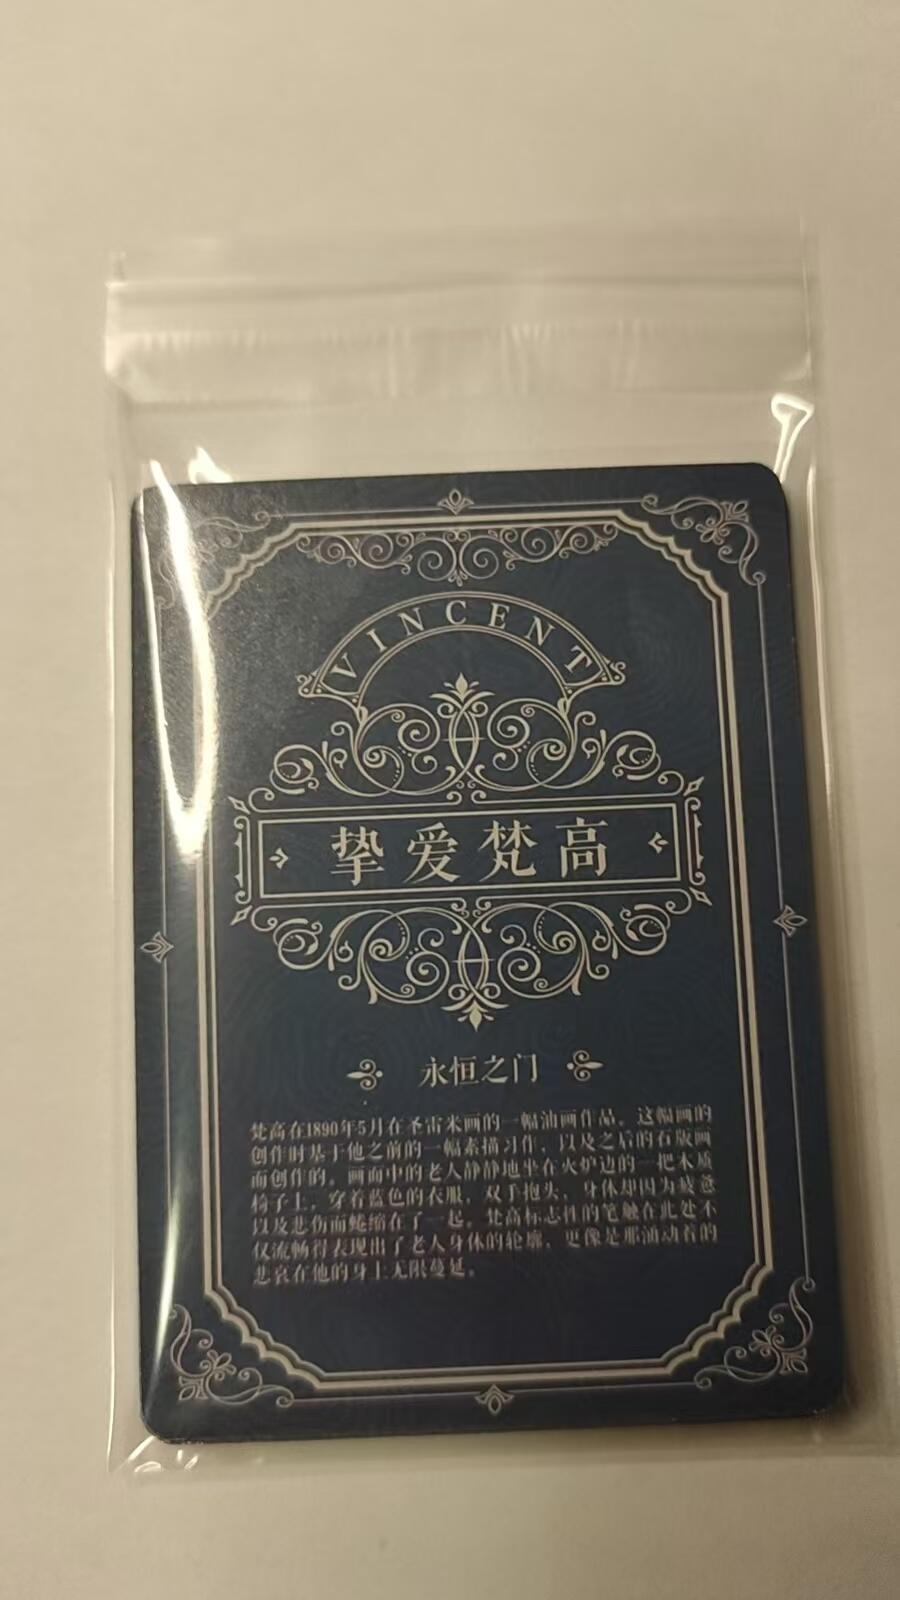 VINCENT
挚爱梵高
永恒之门
梵高在1890年5月在圣雷米画的一幅油画作品。这幅画的
创作时基于他之前的一幅素描习作，以及之后的石版画
而创作的。画面中的老人静静地坐在火炉边的一把木质
椅子上，穿着蓝色的衣服，双手抱头，身体却因为疲惫
以及悲伤而蜷缩在了一起。梵高标志性的笔触在此处不
仅流畅得表现出了老人身体的轮廓，更像是那涌动着的
悲哀在他的身上无限蔓延。